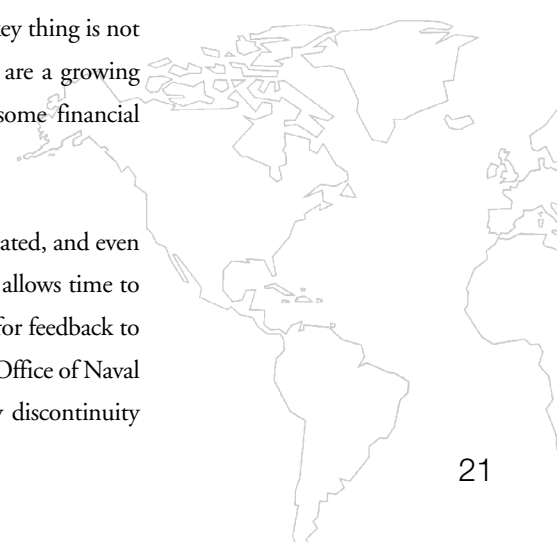 key thing is not
are a growing
some financial
ated, and even
allows time to
for feedback to
Office of Naval
discontinuity
21